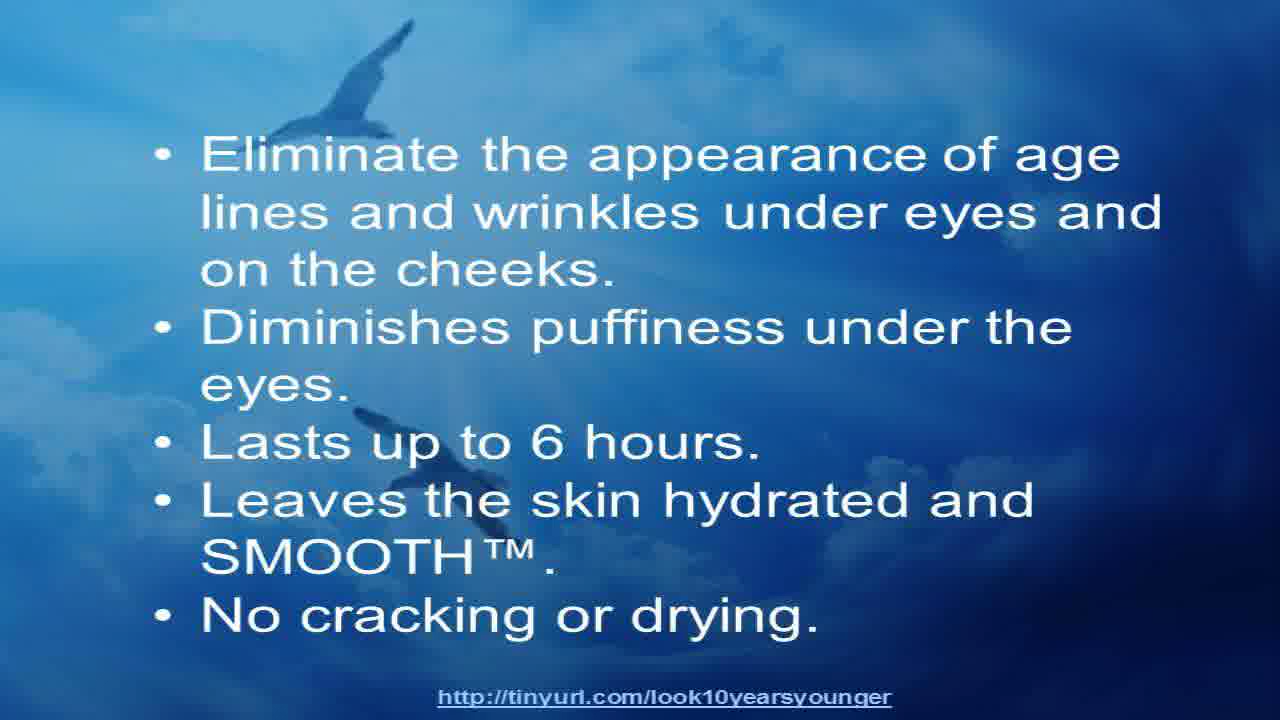 • Eliminate the appearance of age
lines and wrinkles under eyes and
on the cheeks.
• Diminishes puffiness under the
eyes.
• Lasts up to 6 hours.
• Leaves the skin hydrated and
SMOOTH™.
• No cracking or drying.
http://tinyurl.com/look10yearsyounger